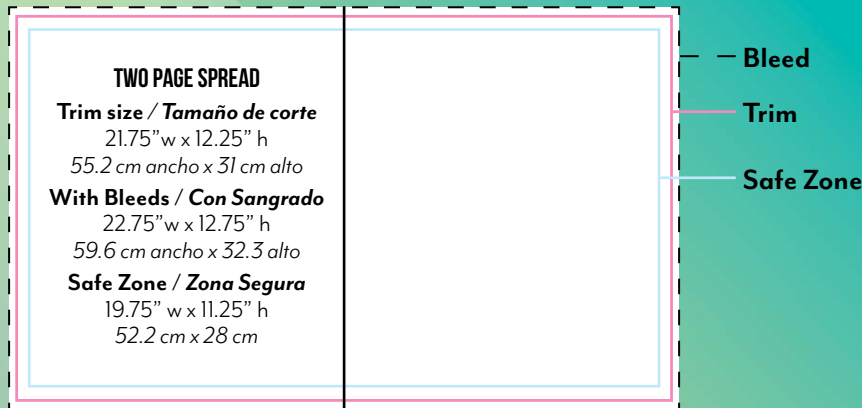 TWO PAGE SPREAD
Trim size / Tamaño de corte
21.75”w x 12.25” h
55.2 cm ancho x 31 cm alto
With Bleeds / Con Sangrado
22.75”w x 12.75” h
59.6 cm ancho x 32.3 alto
Safe Zone / Zona Segura
19.75” w x 11.25” h
52.2 cm x 28 cm
Bleed
Trim
Safe Zone